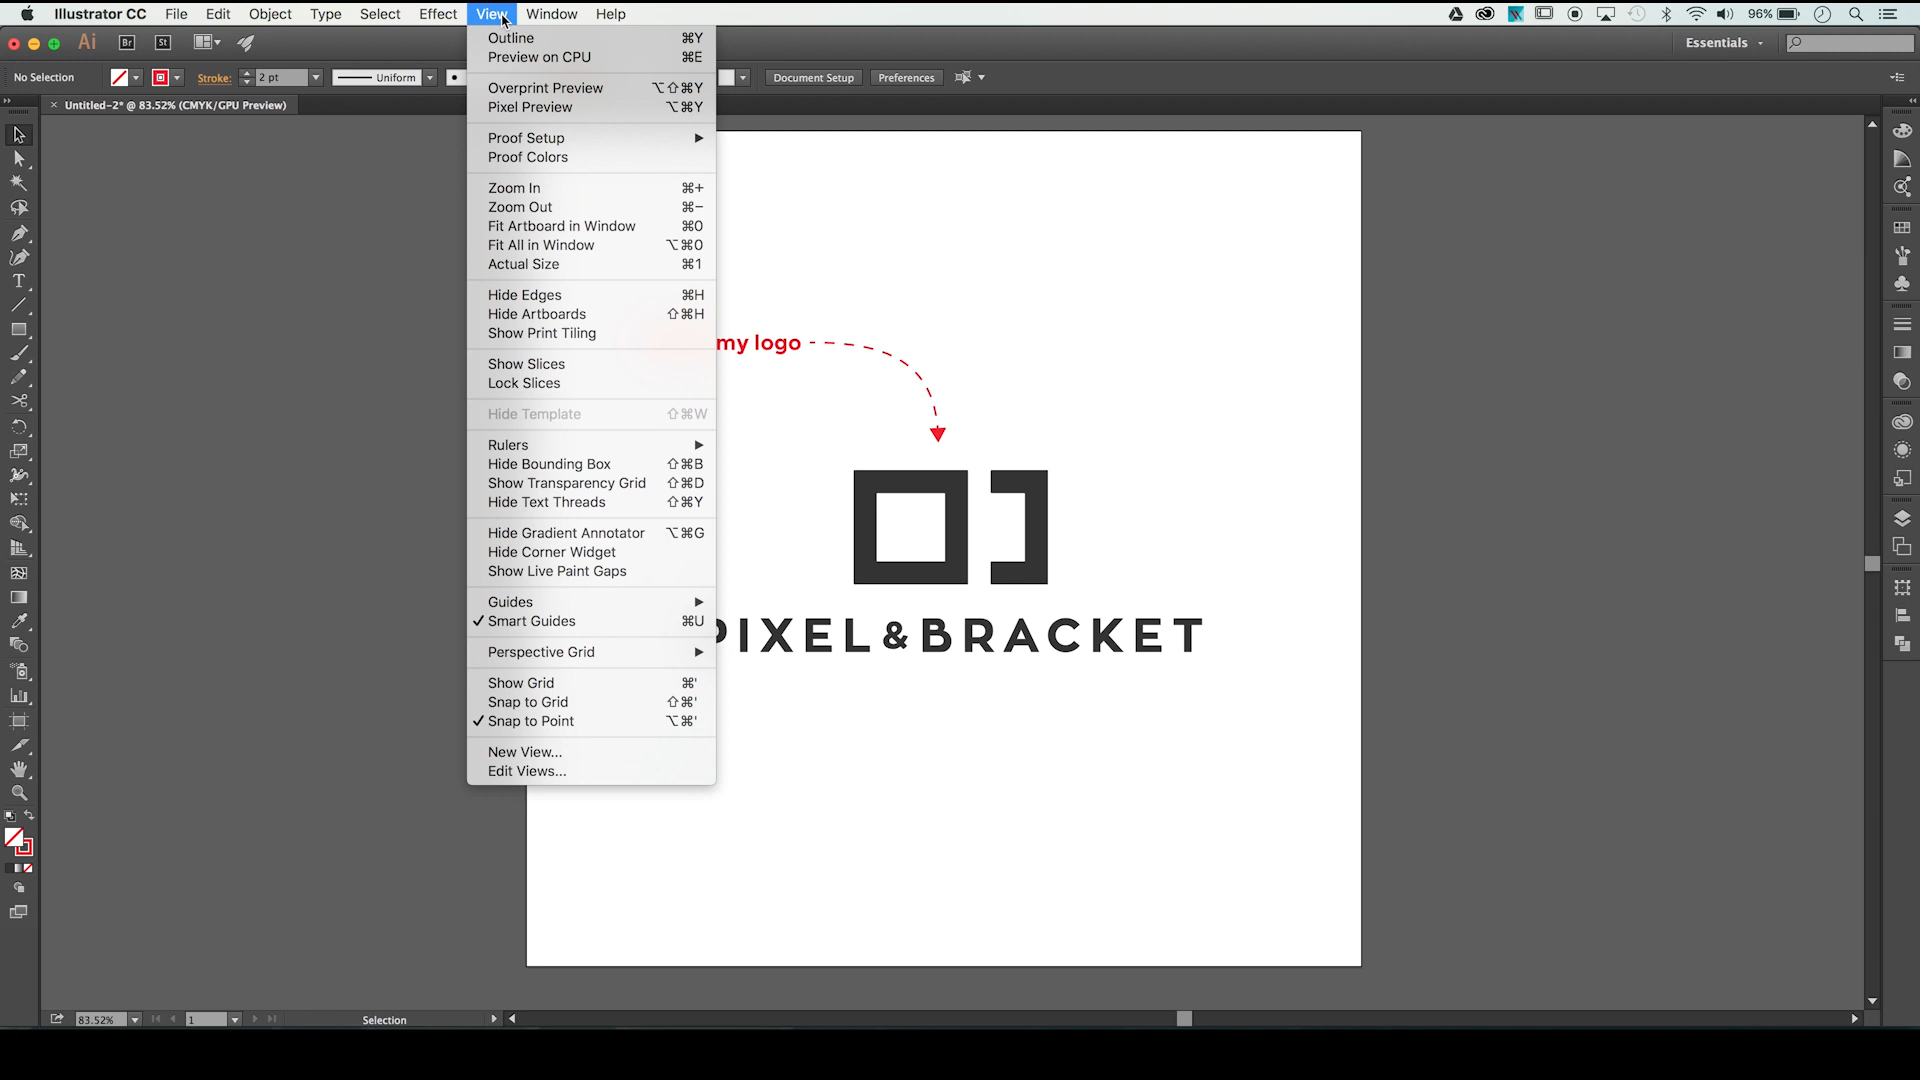 Illustrator CC File Edit Object Type Select Effect View Window Help 96%
Ai Br St Essentials
No Selection Stroke: 2 pt Uniform Document Setup Preferences
× Untitled-2* @ 83.52% (CMYK/GPU Preview)
Outline ⌘Y
Preview on CPU ⌘E
Overprint Preview ⌥⇧⌘Y
Pixel Preview ⌥⌘Y
Proof Setup
Proof Colors
Zoom In ⌘+
Zoom Out ⌘−
Fit Artboard in Window ⌘0
Fit All in Window ⌥⌘0
Actual Size ⌘1
Hide Edges ⌘H
Hide Artboards ⇧⌘H
Show Print Tiling
Show Slices
Lock Slices
Hide Template ⇧⌘W
Rulers
Hide Bounding Box ⇧⌘B
Show Transparency Grid ⇧⌘D
Hide Text Threads ⇧⌘Y
Hide Gradient Annotator ⌥⌘G
Hide Corner Widget
Show Live Paint Gaps
Guides
✓ Smart Guides ⌘U
Perspective Grid
Show Grid ⌘'
Snap to Grid ⇧⌘'
✓ Snap to Point ⌥⌘'
New View...
Edit Views...
my logo
PIXEL&BRACKET
83.52% 1 Selection